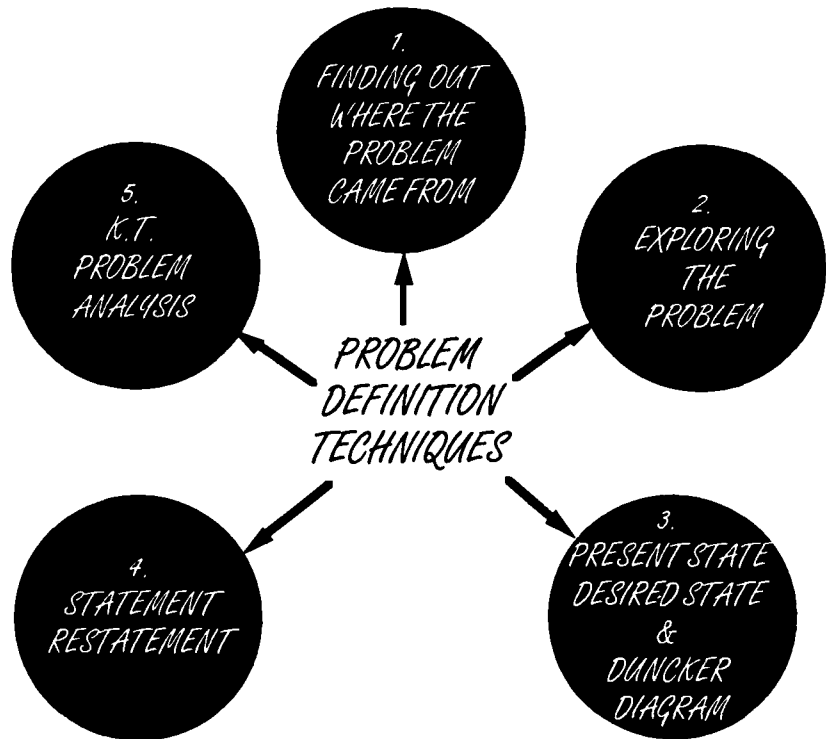 1.
FINDING OUT
WHERE THE
PROBLEM
CAME FROM
2.
EXPLORING
THE
PROBLEM
3.
PRESENT STATE
DESIRED STATE
&
DUNCKER
DIAGRAM
4.
STATEMENT
RESTATEMENT
5.
K.T.
PROBLEM
ANALYSIS
PROBLEM
DEFINITION
TECHNIQUES